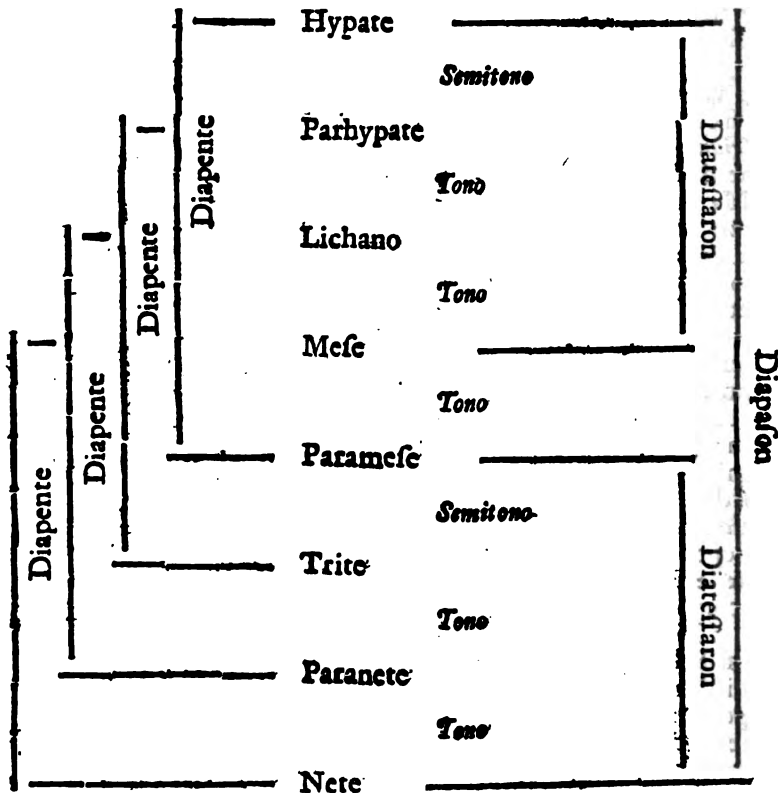 Hypate
Semitono
Parhypate
Tono
Lichano
Tono
Meſe
Tono
Parameſe
Semitono
Trite
Tono
Paranete
Tono
Nete
Diapente
Diapente
Diapente
Diapente
Diateſſaron
Diateſſaron
Diapaſon